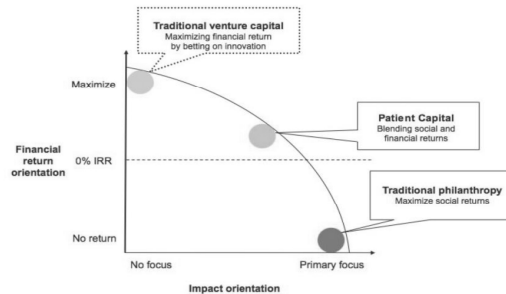 Traditional venture capital
Maximizing financial return
by betting on innovation
Maximize
Patient Capital
Blending social and
financial returns
Financial
return
orientation
0% IRR
Traditional philanthropy
Maximize social returns
No return
No focus
Primary focus
Impact orientation